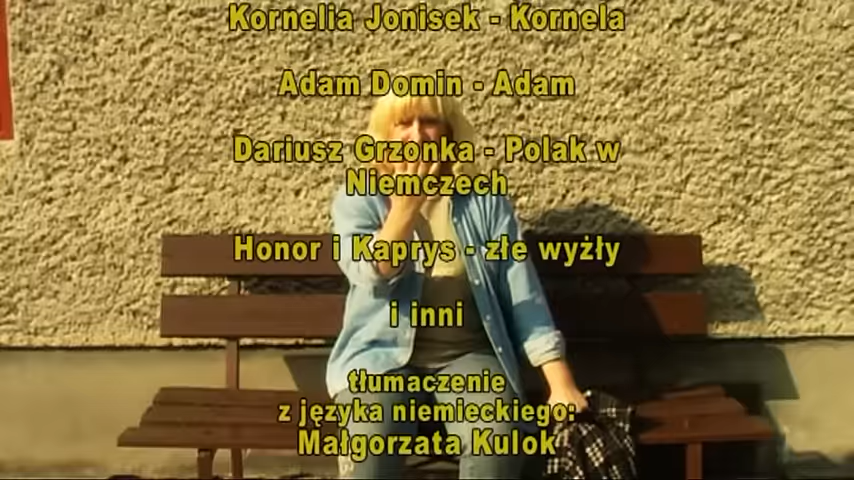 Kornelia Jonisek - Kornela
Adam Domin - Adam
Dariusz Grzonka - Polak w
Niemczech
Honor i Kaprys - złe wyżły
i inni
tłumaczenie
z języka niemieckiego:
Małgorzata Kulok